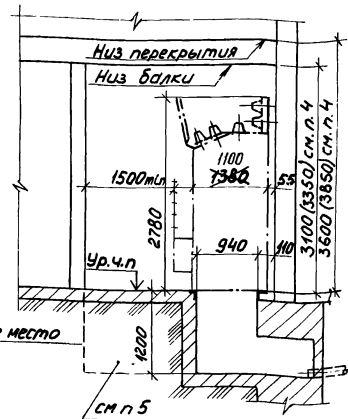 Низ перекрытия
Низ балки
1100
1500min
1380
55
2780
3100 (3350) см. п. 4
3600 (3850) см. п. 4
940
110
Ур.ч.п
место
1200
см п 5